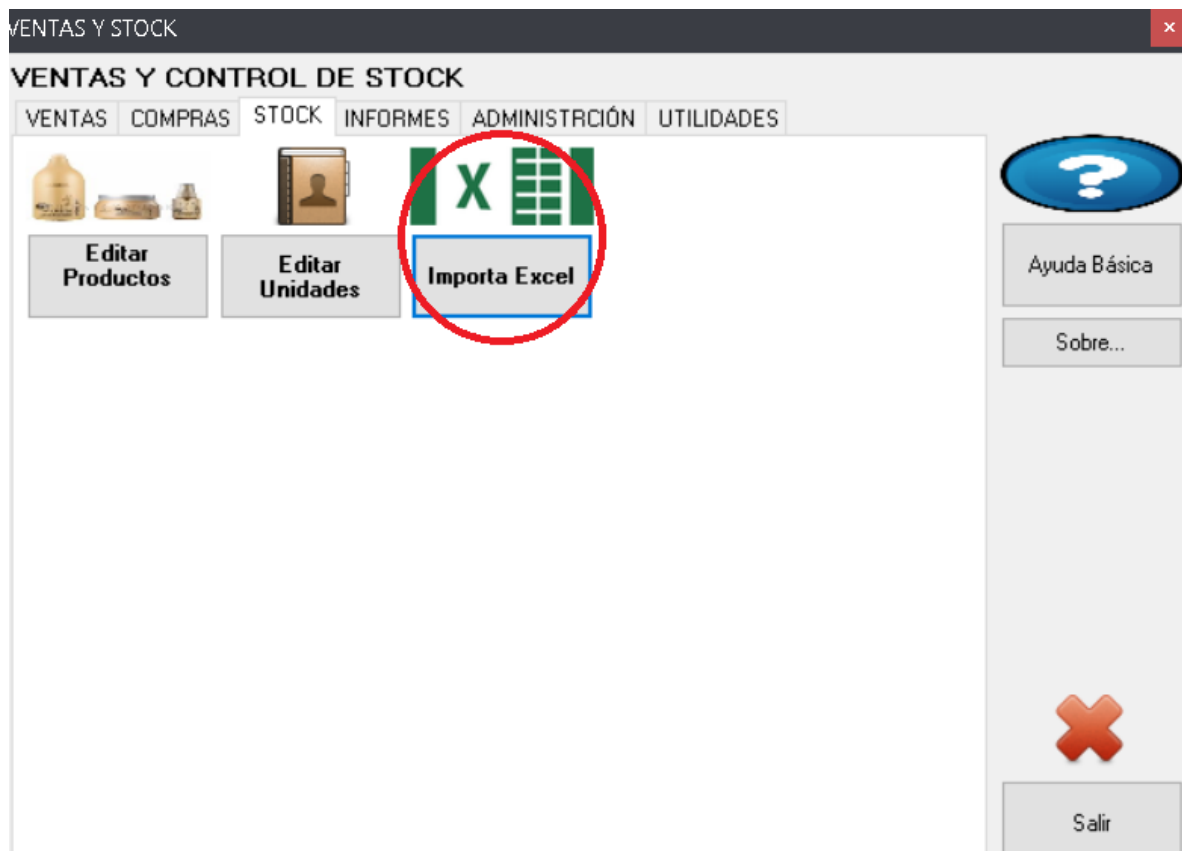 VENTAS Y STOCK
×
VENTAS Y CONTROL DE STOCK
VENTAS COMPRAS STOCK INFORMES ADMINISTRCIÓN UTILIDADES
X
?
Editar
Productos
Editar
Unidades
Importa Excel
Ayuda Básica
Sobre...
Salir